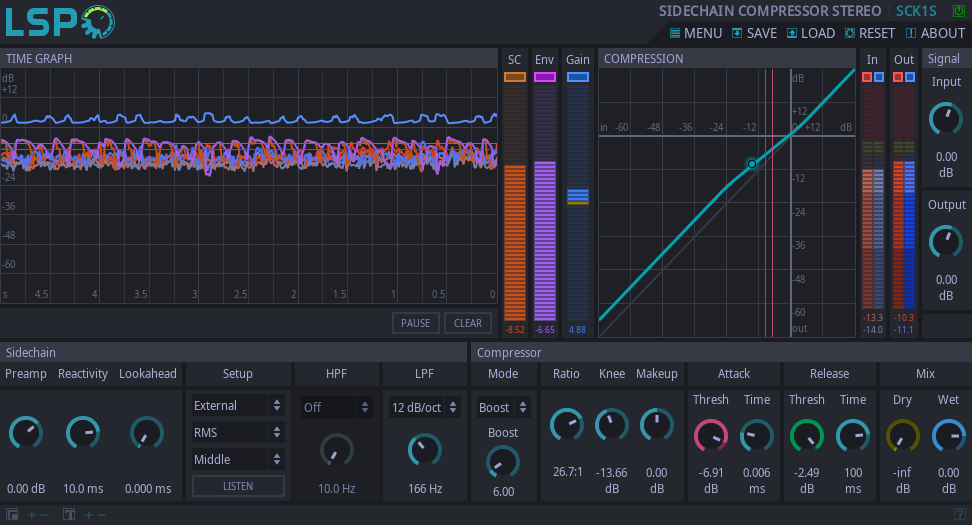 LSP
SIDECHAIN COMPRESSOR STEREO SCK1S
MENU SAVE LOAD RESET ABOUT
TIME GRAPH
SC Env Gain
COMPRESSION
In Out
Signal
dB
+12
0
-24
-36
-48
-60
s 4.5 4 3.5 3 2.5 2 1.5 1 0.5 0
PAUSE CLEAR
-8.52 -6.65 4.88
dB
+12
in -60 -48 -36 -24 -12 0 +12 dB
-12
-24
-36
-48
-60
out
-13.3 -10.3
-14.0 -11.1
Input
0.00
dB
Output
0.00
dB
Sidechain
Compressor
Preamp Reactivity Lookahead Setup HPF LPF Mode Ratio Knee Makeup Attack Release Mix
0.00 dB 10.0 ms 0.000 ms
External
RMS
Middle
LISTEN
Off
10.0 Hz
12 dB/oct
166 Hz
Boost
Boost
6.00
26.7:1 -13.66 0.00
dB dB
Thresh Time Thresh Time Dry Wet
-6.91 0.006 -2.49 100 -inf 0.00
dB ms dB ms dB dB
+ − T + −
?